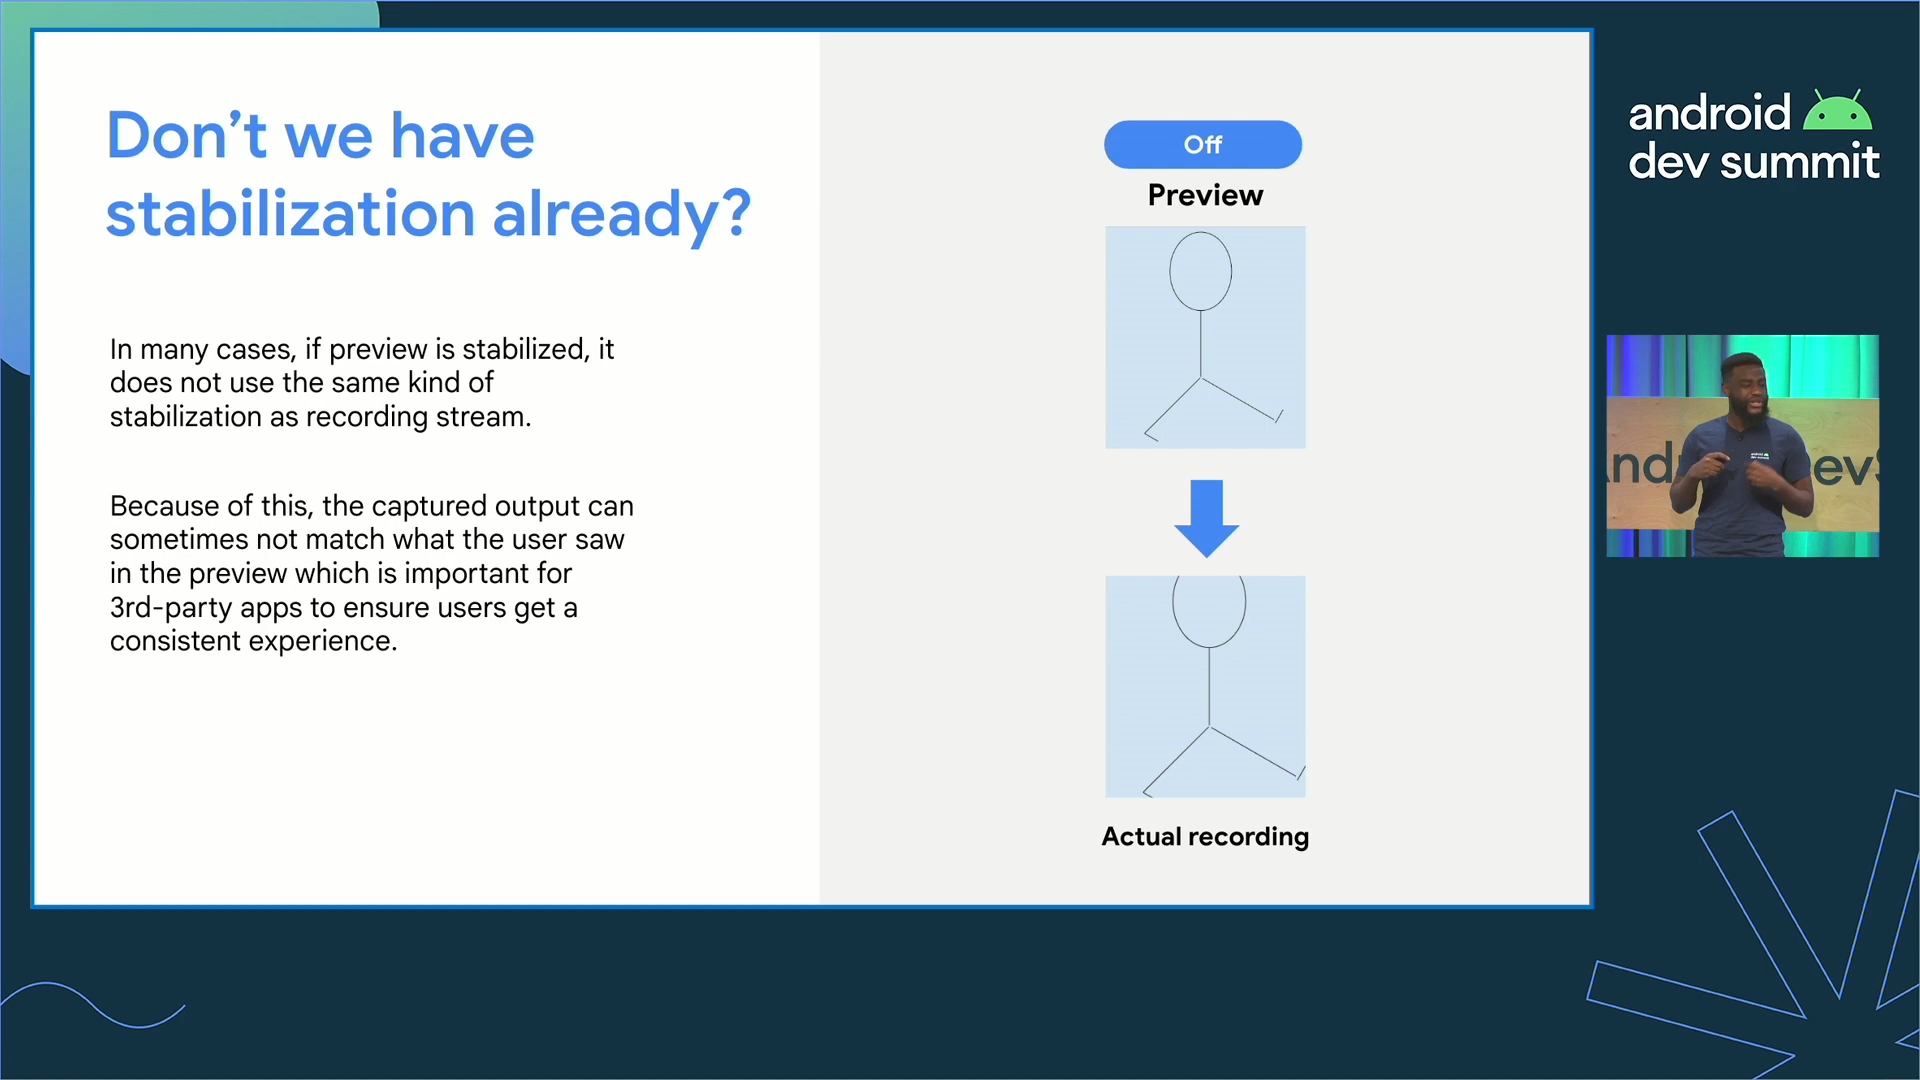 Don't we have
stabilization already?
In many cases, if preview is stabilized, it
does not use the same kind of
stabilization as recording stream.
Because of this, the captured output can
sometimes not match what the user saw
in the preview which is important for
3rd-party apps to ensure users get a
consistent experience.
Off
Preview
Actual recording
android
dev summit